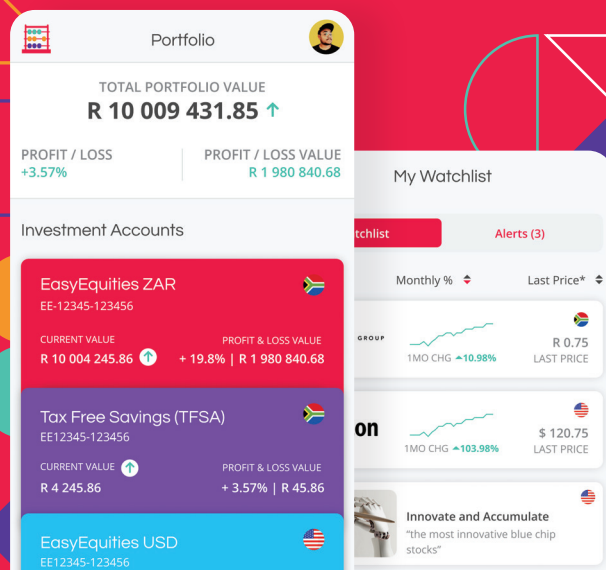 Portfolio
TOTAL PORTFOLIO VALUE
R 10 009 431.85
PROFIT / LOSS
+3.57%
PROFIT / LOSS VALUE
R 1 980 840.68
Investment Accounts
EasyEquities ZAR
EE-12345-123456
CURRENT VALUE
R 10 004 245.86
PROFIT & LOSS VALUE
+ 19.8% | R 1 980 840.68
Tax Free Savings (TFSA)
EE12345-123456
CURRENT VALUE
R 4 245.86
PROFIT & LOSS VALUE
+ 3.57% | R 45.86
EasyEquities USD
EE12345-123456
My Watchlist
tchlist
Alerts (3)
Monthly %
Last Price*
GROUP
1MO CHG 10.98%
R 0.75
LAST PRICE
on
1MO CHG 103.98%
$ 120.75
LAST PRICE
Innovate and Accumulate
"the most innovative blue chip
stocks"